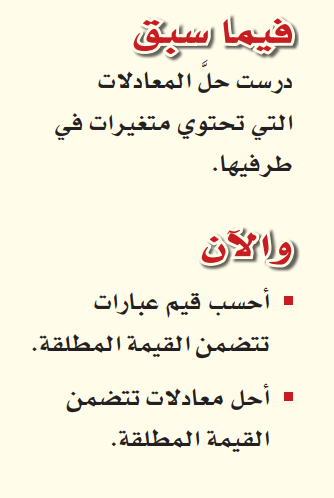 فيما سبق
درست حلَّ المعادلات
التي تحتوي متغيرات في
طرفيها.
والآن
أحسب قيم عبارات
تتضمن القيمة المطلقة.
أحل معادلات تتضمن
القيمة المطلقة.